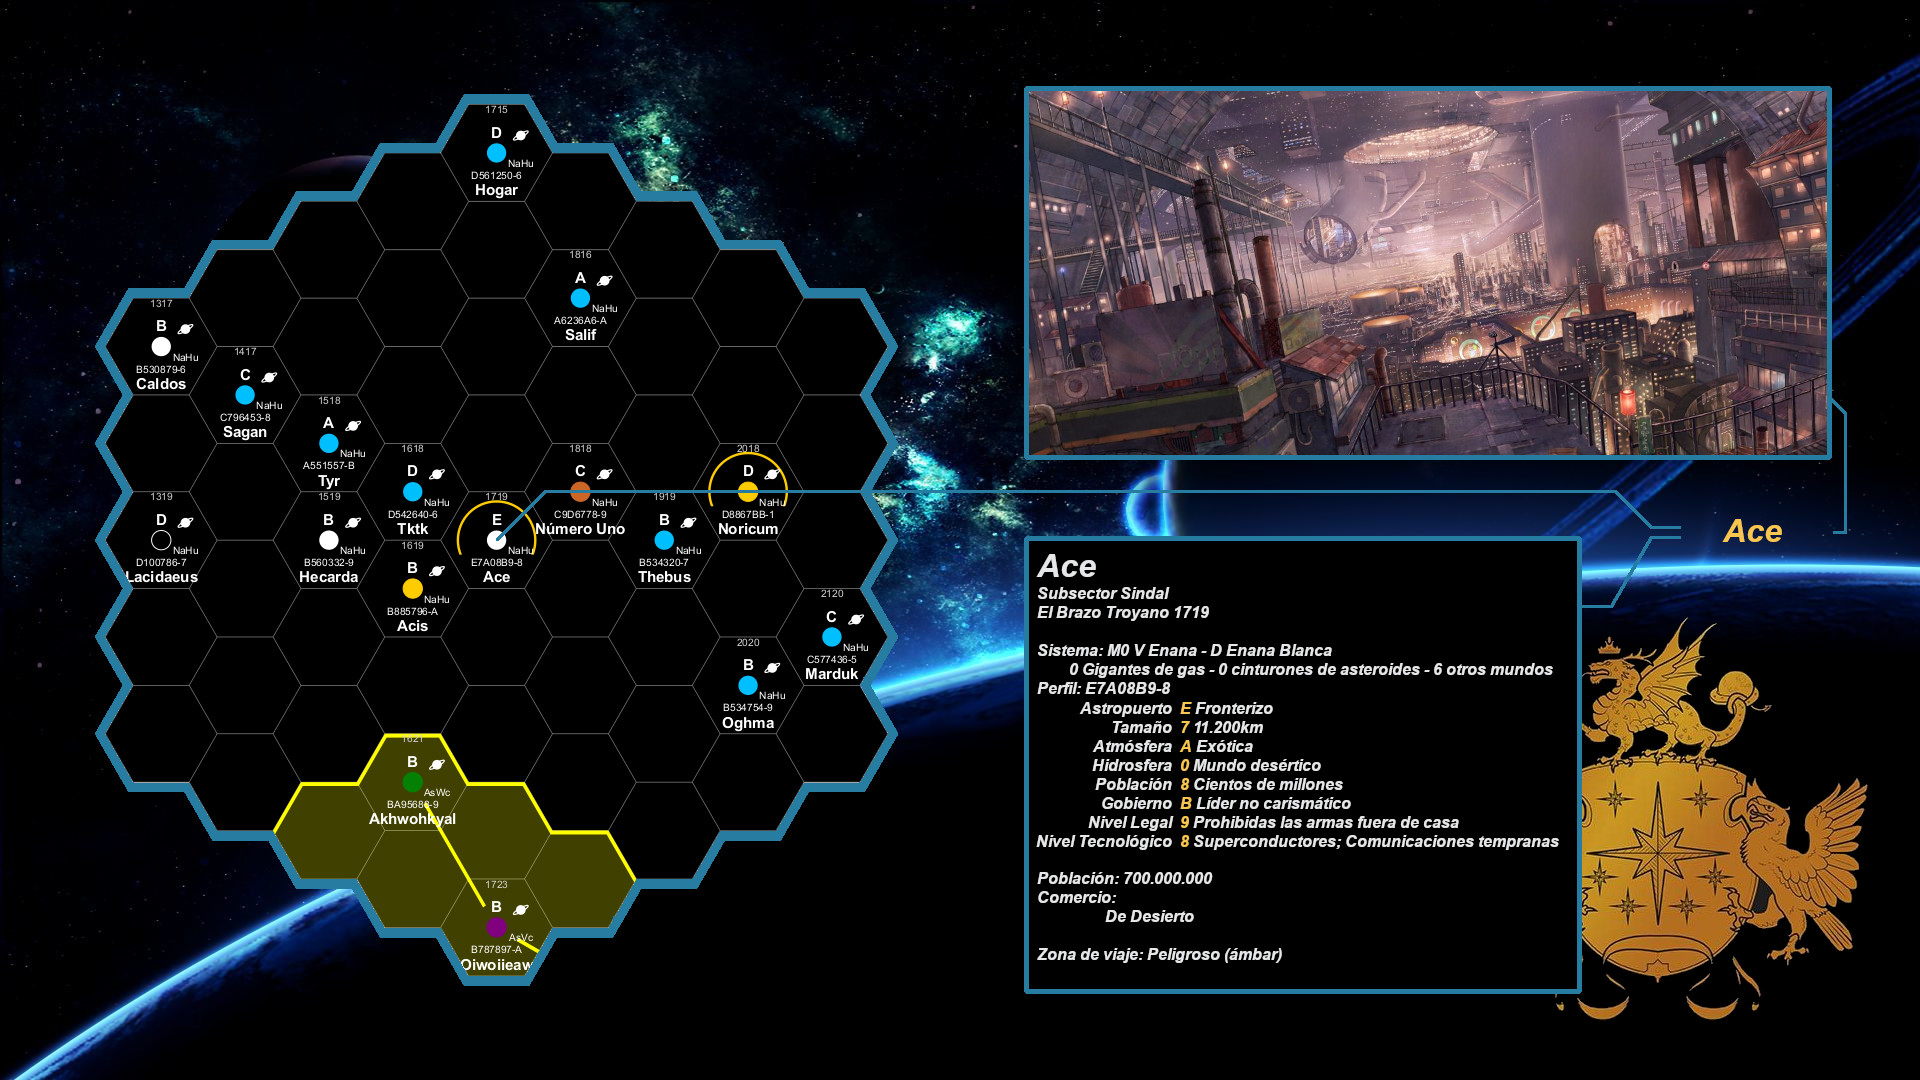 1715
D
NaHu
D561250-6
Hogar
1816
A
NaHu
A6236A6-A
Salif
1317
B
NaHu
B530879-6
Caldos
1417
C
NaHu
C796453-8
Sagan
1518
A
NaHu
A551557-B
Tyr
1618
D
NaHu
D542640-6
Tktk
1818
C
NaHu
C9D6778-9
Número Uno
2018
D
NaHu
D8867BB-1
Noricum
1319
D
NaHu
D100786-7
Lacidaeus
1519
B
NaHu
B560332-9
Hecarda
1719
E
NaHu
E7A08B9-8
Ace
1919
B
NaHu
B534320-7
Thebus
1619
B
NaHu
B885796-A
Acis
2120
C
NaHu
C577436-5
Marduk
2020
B
NaHu
B534754-9
Oghma
1621
B
AsWc
BA95688-9
Akhwohkyal
1723
B
AsVc
B787897-A
Oiwoiieaw
Ace
Ace
Subsector Sindal
El Brazo Troyano 1719
Sistema: M0 V Enana - D Enana Blanca
0 Gigantes de gas - 0 cinturones de asteroides - 6 otros mundos
Perfil: E7A08B9-8
Astropuerto E Fronterizo
Tamaño 7 11.200km
Atmósfera A Exótica
Hidrosfera 0 Mundo desértico
Población 8 Cientos de millones
Gobierno B Líder no carismático
Nivel Legal 9 Prohibidas las armas fuera de casa
Nivel Tecnológico 8 Superconductores; Comunicaciones tempranas
Población: 700.000.000
Comercio:
De Desierto
Zona de viaje: Peligroso (ámbar)